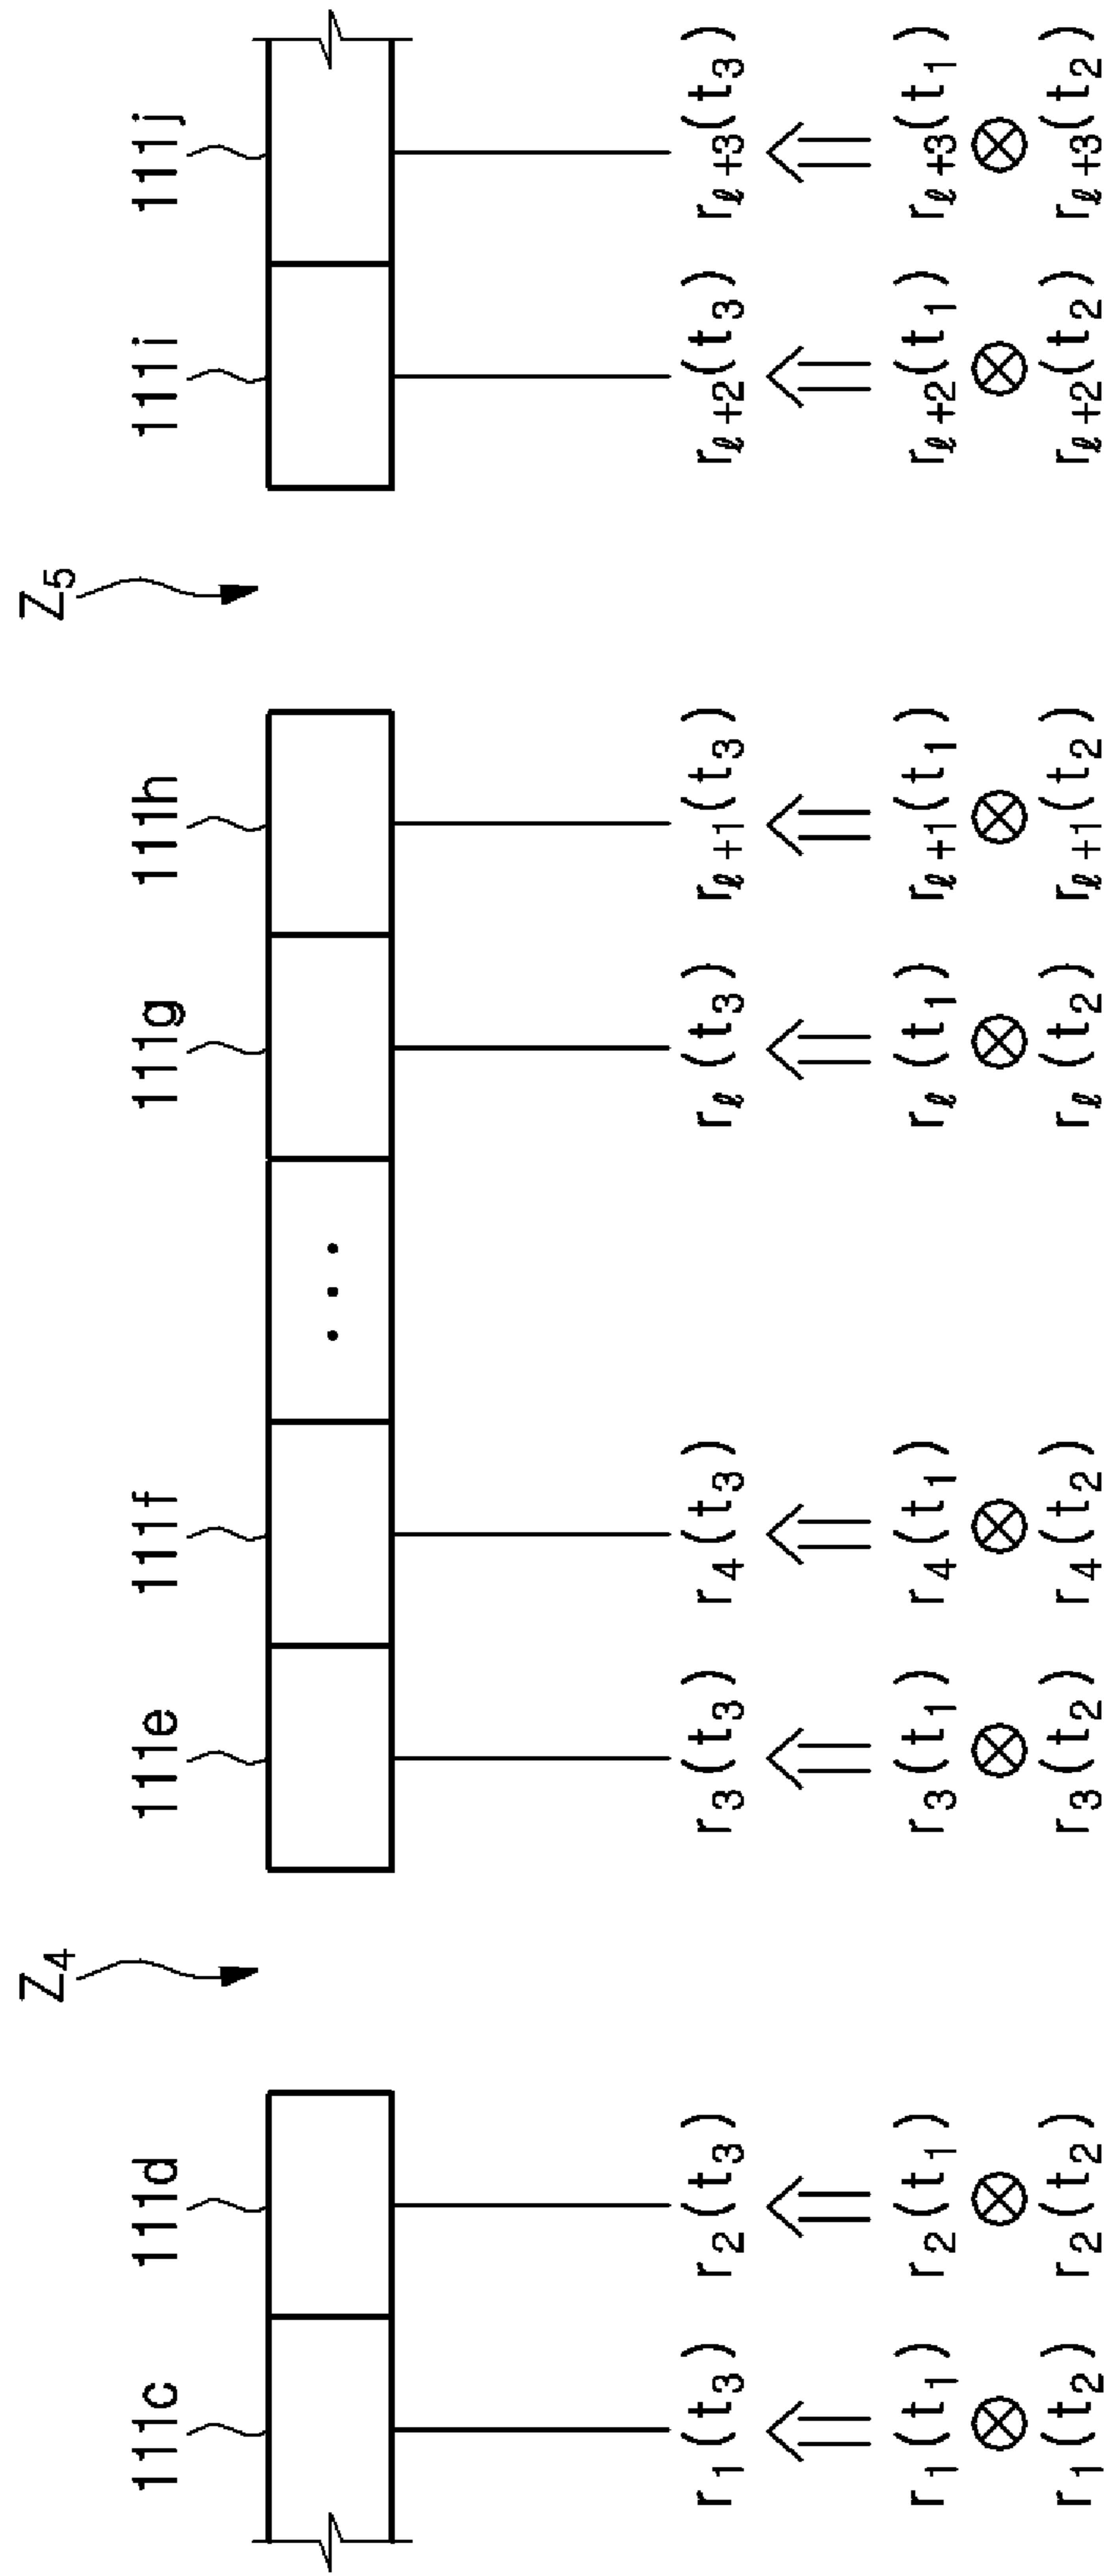 Z₄ Z₅
111c 111d 111e 111f 111g 111h 111i 111j
...
r₁(t₃) r₂(t₃) r₃(t₃) r₄(t₃) rℓ(t₃) rℓ₊₁(t₃) rℓ₊₂(t₃) rℓ₊₃(t₃)
⇑ ⇑ ⇑ ⇑ ⇑ ⇑ ⇑ ⇑
r₁(t₁) r₂(t₁) r₃(t₁) r₄(t₁) rℓ(t₁) rℓ₊₁(t₁) rℓ₊₂(t₁) rℓ₊₃(t₁)
⊗ ⊗ ⊗ ⊗ ⊗ ⊗ ⊗ ⊗
r₁(t₂) r₂(t₂) r₃(t₂) r₄(t₂) rℓ(t₂) rℓ₊₁(t₂) rℓ₊₂(t₂) rℓ₊₃(t₂)